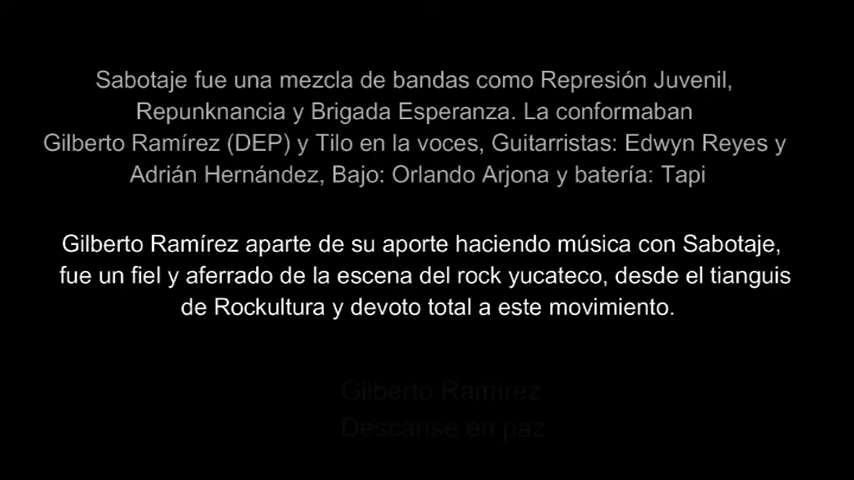 Sabotaje fue una mezcla de bandas como Represión Juvenil,
Repunknancia y Brigada Esperanza. La conformaban
Gilberto Ramírez (DEP) y Tilo en la voces, Guitarristas: Edwyn Reyes y
Adrián Hernández, Bajo: Orlando Arjona y batería: Tapi
Gilberto Ramírez aparte de su aporte haciendo música con Sabotaje,
fue un fiel y aferrado de la escena del rock yucateco, desde el tianguis
de Rockultura y devoto total a este movimiento.
Gilberto Ramírez
Descanse en paz